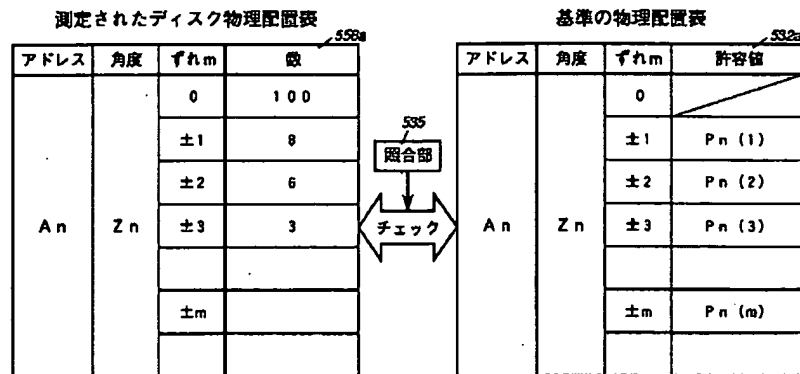 測定されたディスク物理配置表
558a
アドレス 角度 ずれm 数
0 100
±1 8
±2 6
An Zn ±3 3
±m
535
照合部
チェック
基準の物理配置表
532a
アドレス 角度 ずれm 許容値
0
±1 Pn(1)
±2 Pn(2)
An Zn ±3 Pn(3)
±m Pn(m)